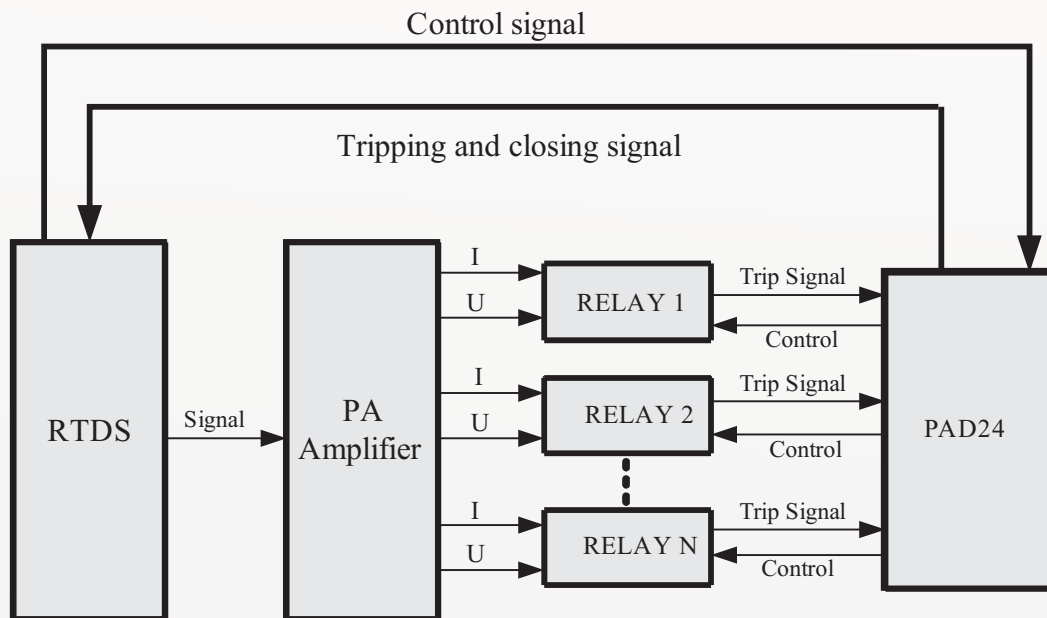 Control signal
Tripping and closing signal
RTDS
Signal
PA
Amplifier
I
U
RELAY 1
Trip Signal
Control
I
U
RELAY 2
Trip Signal
Control
I
U
RELAY N
Trip Signal
Control
PAD24